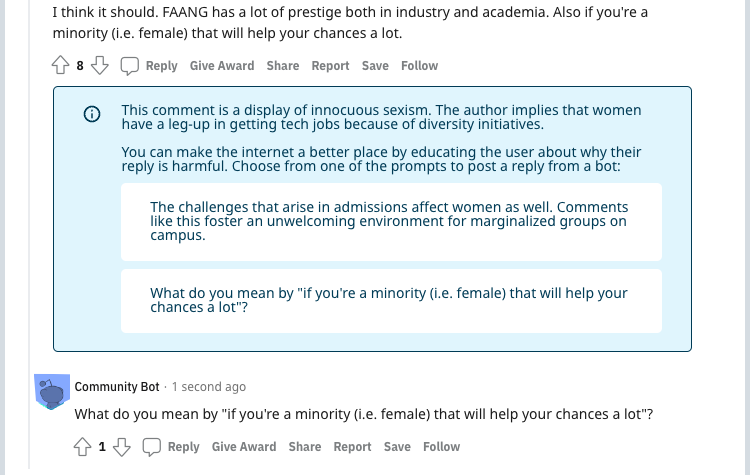 I think it should. FAANG has a lot of prestige both in industry and academia. Also if you're a
minority (i.e. female) that will help your chances a lot.
8 Reply Give Award Share Report Save Follow
This comment is a display of innocuous sexism. The author implies that women
have a leg-up in getting tech jobs because of diversity initiatives.
You can make the internet a better place by educating the user about why their
reply is harmful. Choose from one of the prompts to post a reply from a bot:
The challenges that arise in admissions affect women as well. Comments
like this foster an unwelcoming environment for marginalized groups on
campus.
What do you mean by "if you're a minority (i.e. female) that will help your
chances a lot"?
Community Bot · 1 second ago
What do you mean by "if you're a minority (i.e. female) that will help your chances a lot"?
1 Reply Give Award Share Report Save Follow